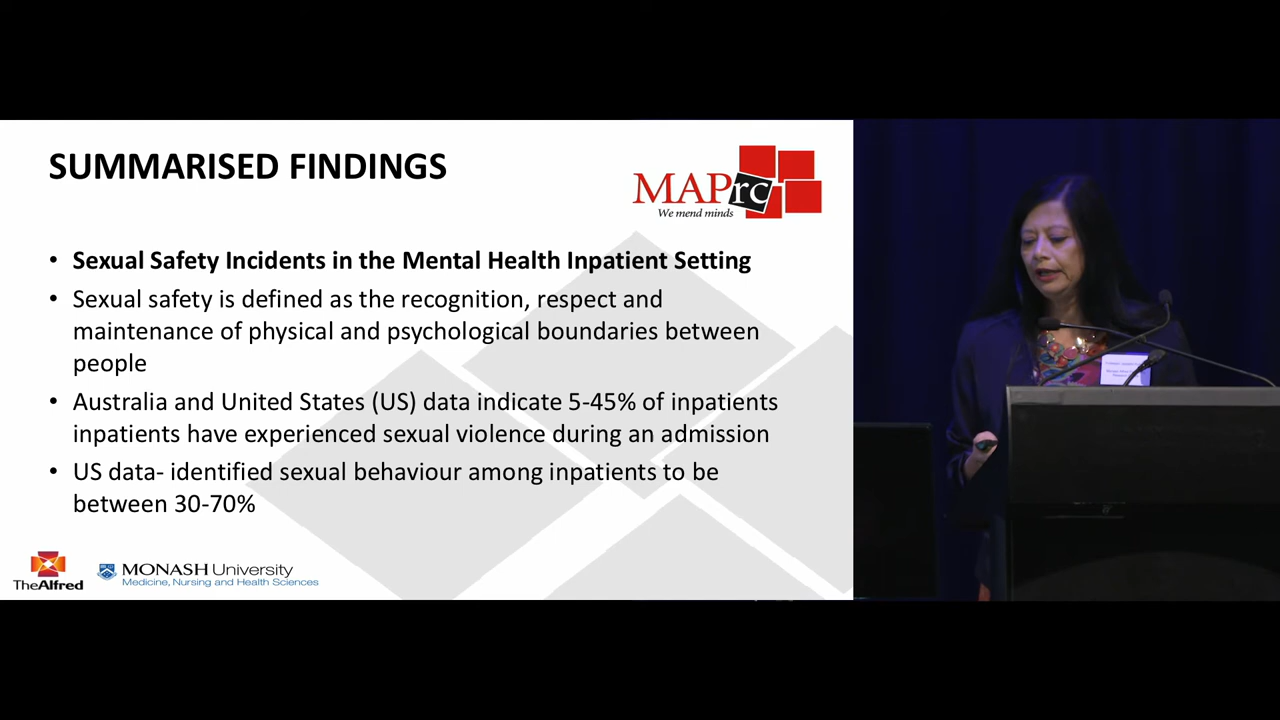 SUMMARISED FINDINGS
MAPrc
We mend minds
• Sexual Safety Incidents in the Mental Health Inpatient Setting
• Sexual safety is defined as the recognition, respect and
maintenance of physical and psychological boundaries between
people
• Australia and United States (US) data indicate 5-45% of inpatients
inpatients have experienced sexual violence during an admission
• US data- identified sexual behaviour among inpatients to be
between 30-70%
TheAlfred
MONASH University
Medicine, Nursing and Health Sciences